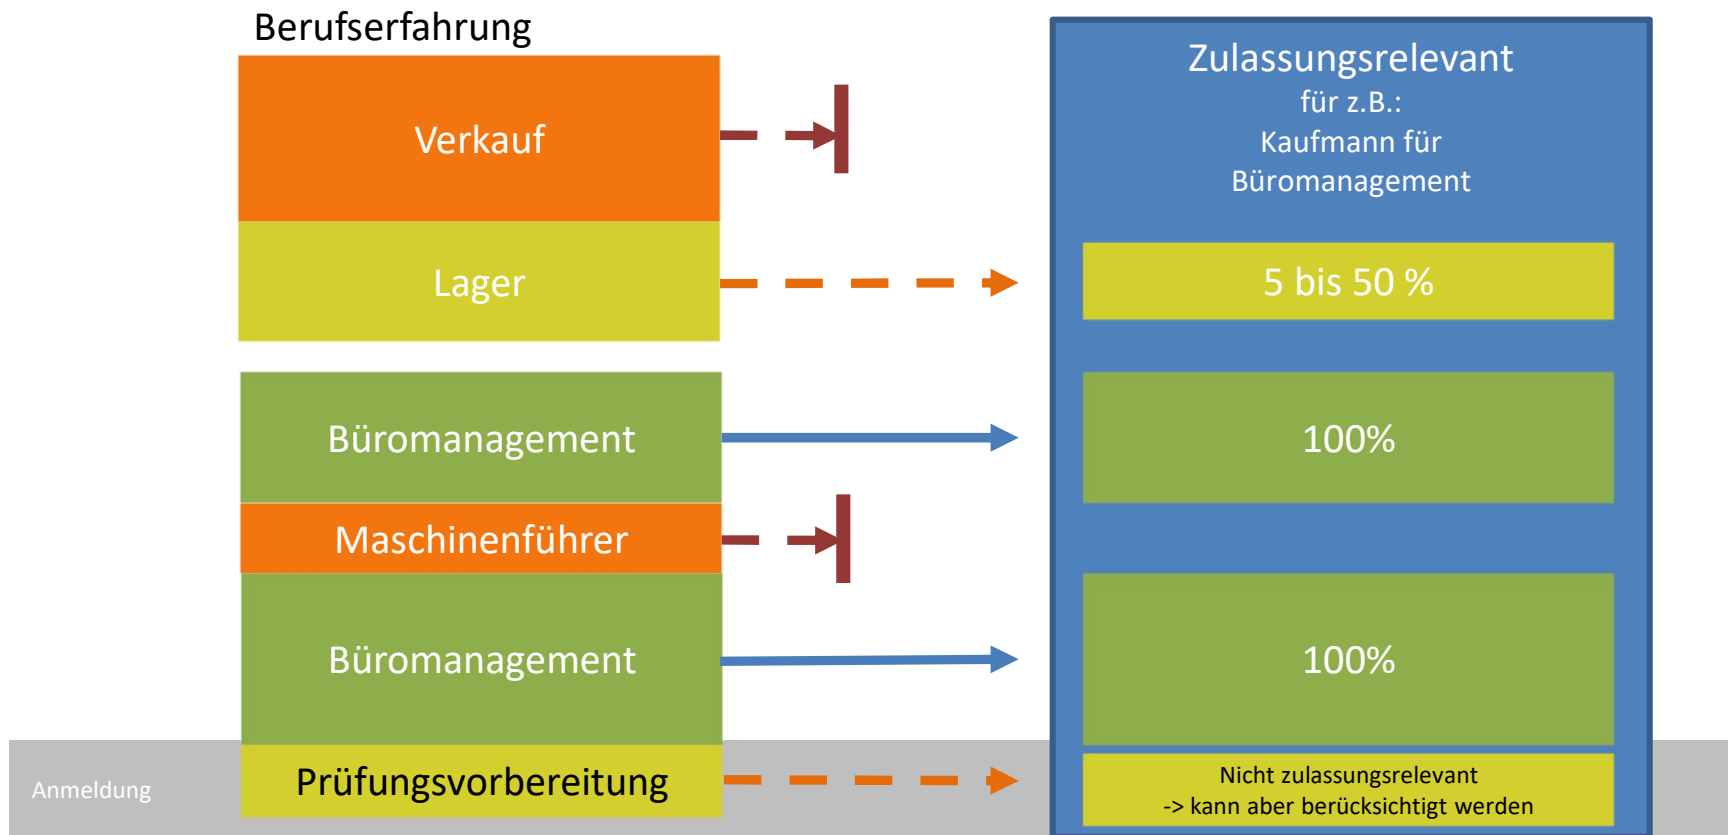 Berufserfahrung
Verkauf
Lager
Büromanagement
Maschinenführer
Büromanagement
Prüfungsvorbereitung
Anmeldung
Zulassungsrelevant
für z.B.:
Kaufmann für
Büromanagement
5 bis 50 %
100%
100%
Nicht zulassungsrelevant
-> kann aber berücksichtigt werden